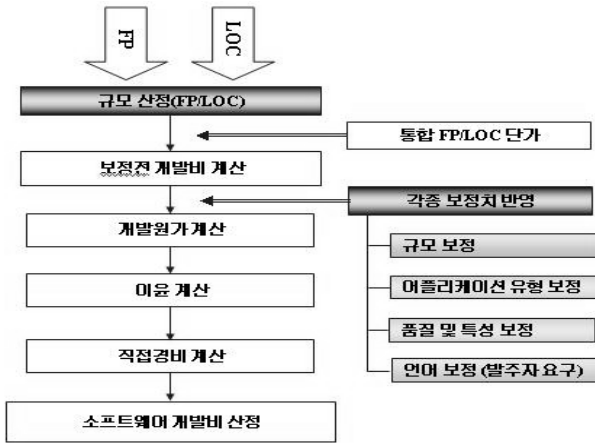 FP
LOC
규모 산정(FP/LOC)
통합 FP/LOC 단가
보정전 개발비 계산
각종 보정치 반영
개발원가 계산
규모 보정
이윤 계산
어플리케이션 유형 보정
품질 및 특성 보정
직접경비 계산
언어 보정 (발주자 요구)
소프트웨어 개발비 산정